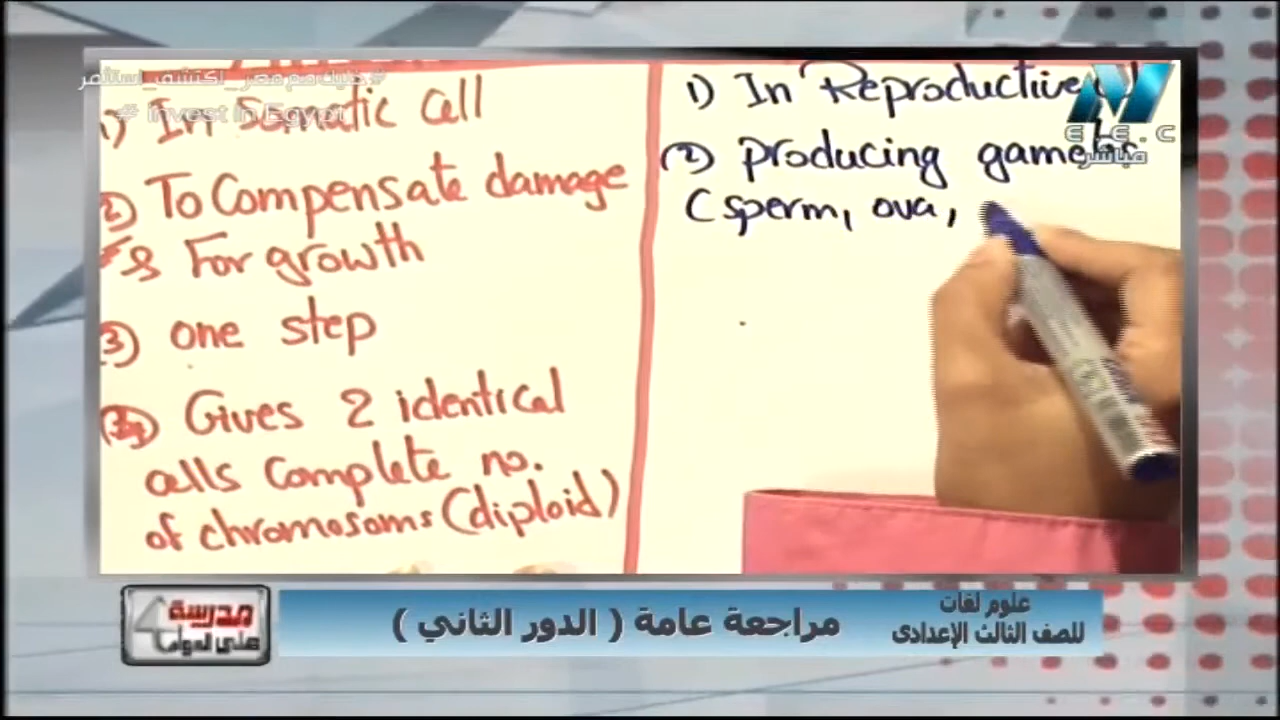 #خليك_مع_مصر_اكتشف_استثمر
# invest in Egypt
1) In Somatic cell
2) To Compensate damage
& For growth
3) one step
Gives 2 identical
cells Complete no.
of chromosoms (diploid)
1) In Reproductive
(2) producing gamets
(sperm, ova,
E.E.C
مباشر
علوم لغات
للصف الثالث الإعدادى
مراجعة عامة ( الدور الثاني )
مدرسة
على الهواء